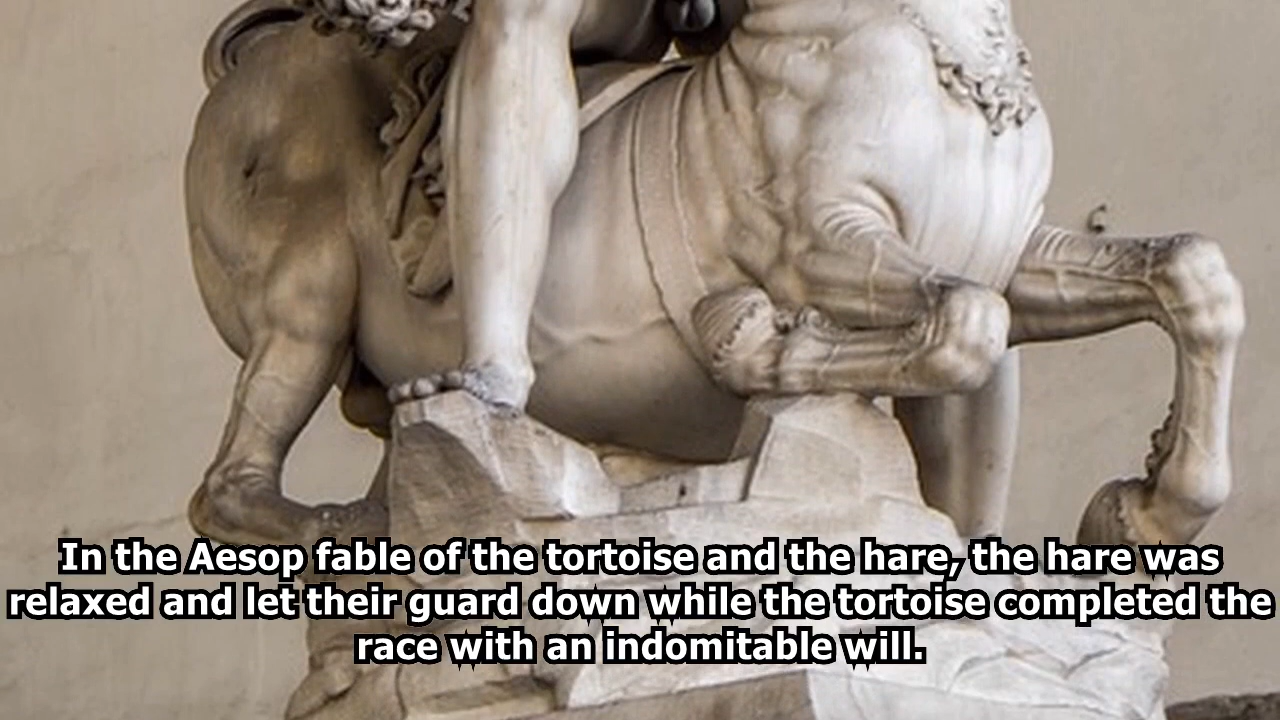 In the Aesop fable of the tortoise and the hare, the hare was
relaxed and let their guard down while the tortoise completed the
race with an indomitable will.